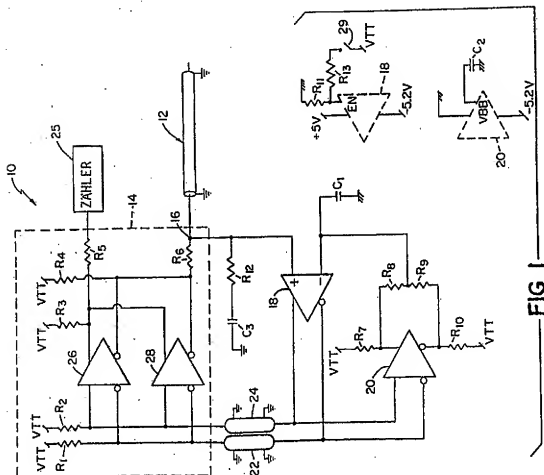 10
25
ZÄHLER
14
12
29
VTT
R13
R11
+5V
EN
18
-5.2V
C2
VBB
20
-5.2V
16
R5
R4
VTT
R6
R3
VTT
26
28
R12
C3
18
+
-
C1
R2
VTT
R1
VTT
24
22
R8
R9
R7
VTT
R10
VTT
20
FIG 1